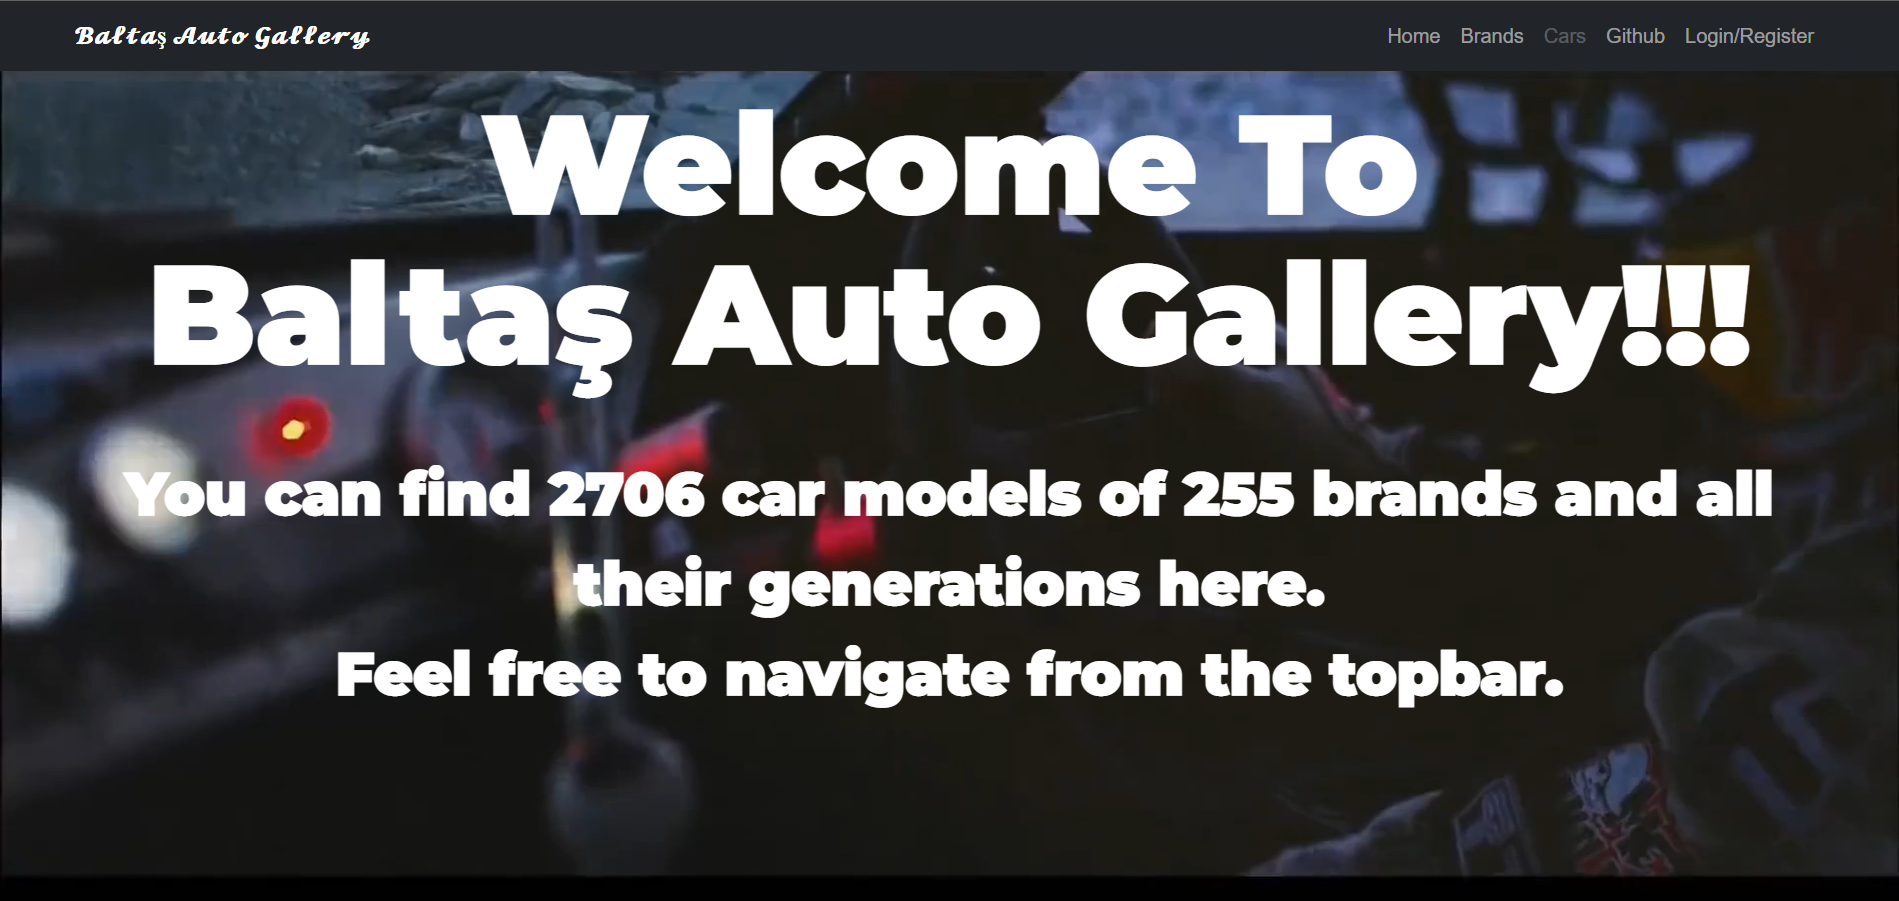 Baltaş Auto Gallery
Home Brands Cars Github Login/Register
Welcome To
Baltaş Auto Gallery!!!
You can find 2706 car models of 255 brands and all
their generations here.
Feel free to navigate from the topbar.